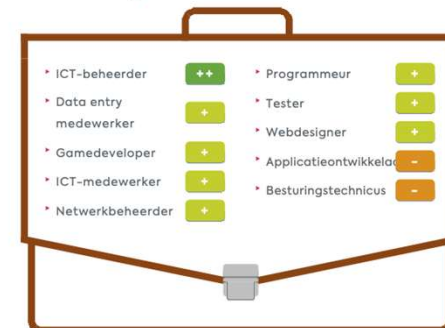 ICT-beheerder ++
Data entry
medewerker +
Gamedeveloper +
ICT-medewerker +
Netwerkbeheerder +
Programmeur +
Tester +
Webdesigner +
Applicatieontwikkela -
Besturingstechnicus -